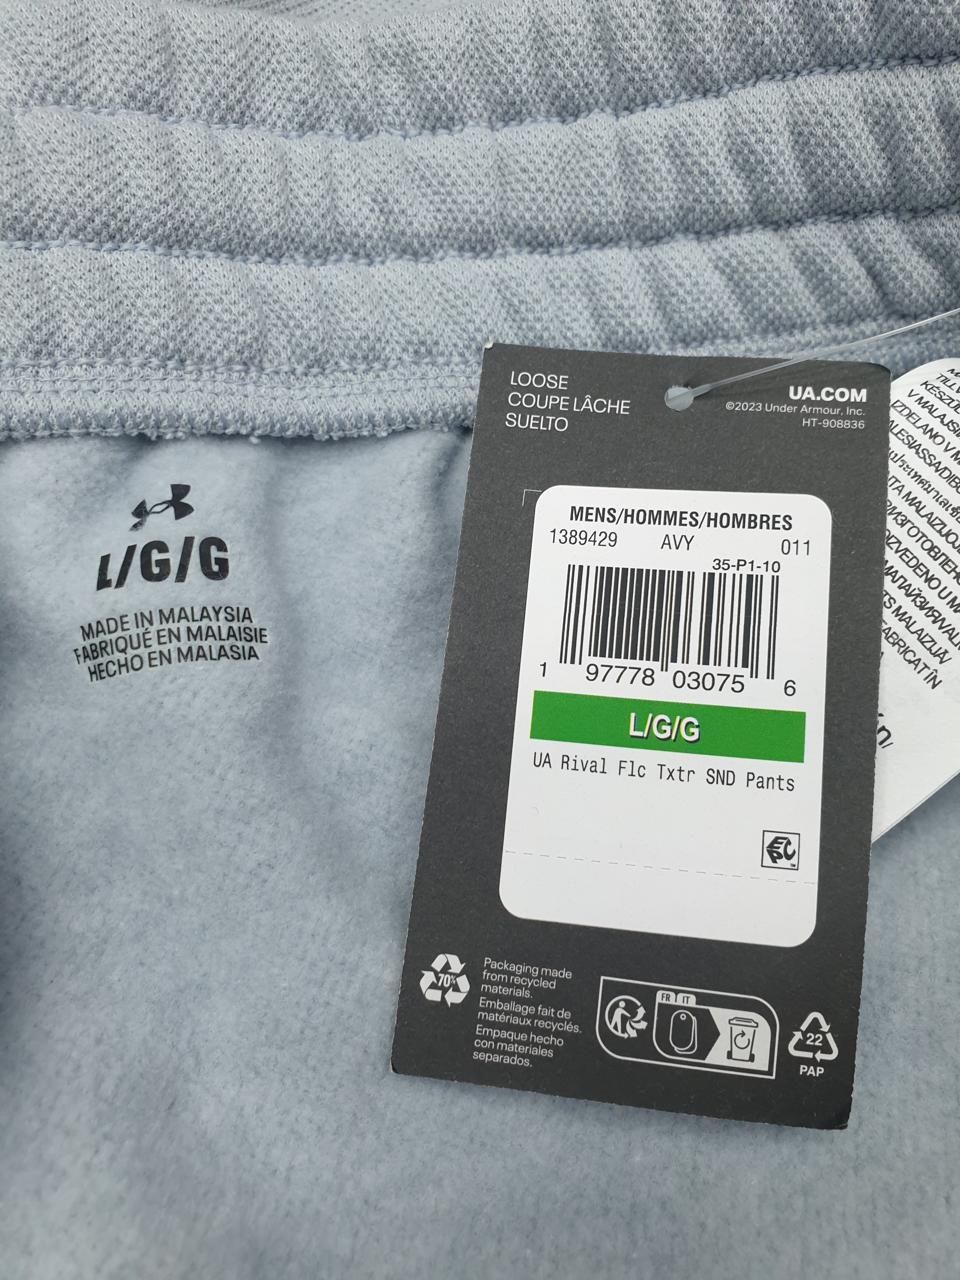 LOOSE
COUPE LÂCHE
SUELTO
UA.COM
©2023 Under Armour, Inc.
HT-908836
MENS/HOMMES/HOMBRES
1389429 AVY 011
35-P1-10
1 97778 03075 6
L/G/G
UA Rival Flc Txtr SND Pants
EPC
TM
70%
Packaging made
from recycled
materials.
Emballage fait de
matériaux recyclés.
Empaque hecho
con materiales
separados.
FR IT
22
PAP
L/G/G
MADE IN MALAYSIA
FABRIQUÉ EN MALAISIE
HECHO EN MALASIA